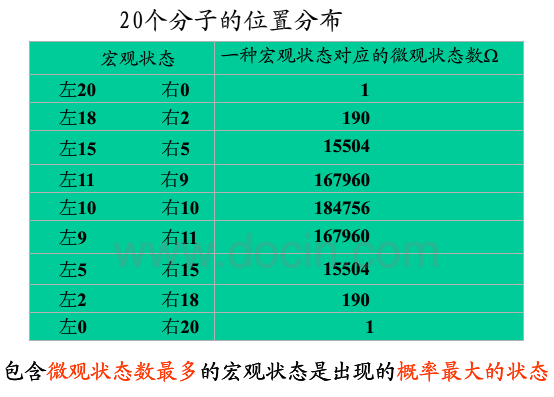 20个分子的位置分布
宏观状态 一种宏观状态对应的微观状态数Ω
左20 右0 1
左18 右2 190
左15 右5 15504
左11 右9 167960
左10 右10 184756
左9 右11 167960
左5 右15 15504
左2 右18 190
左0 右20 1
www.docin.com
包含微观状态数最多的宏观状态是出现的概率最大的状态